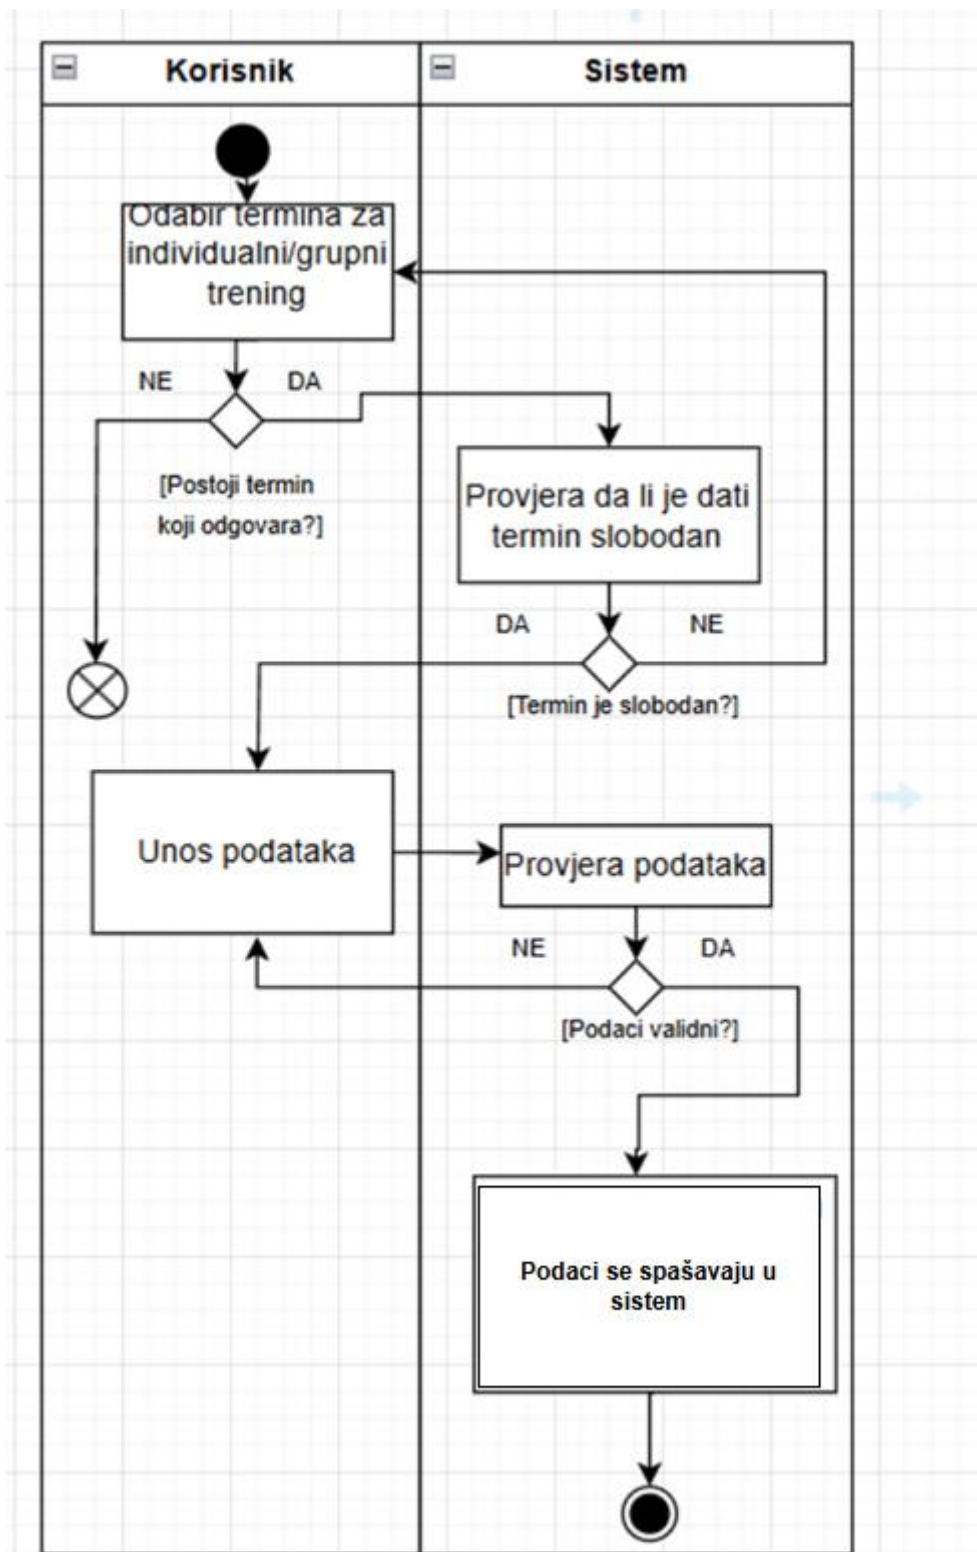 Korisnik
Sistem
Odabir termina za
individualni/grupni
trening
NE
DA
[Postoji termin
koji odgovara?]
Provjera da li je dati
termin slobodan
DA
NE
[Termin je slobodan?]
Unos podataka
Provjera podataka
NE
DA
[Podaci validni?]
Podaci se spašavaju u
sistem